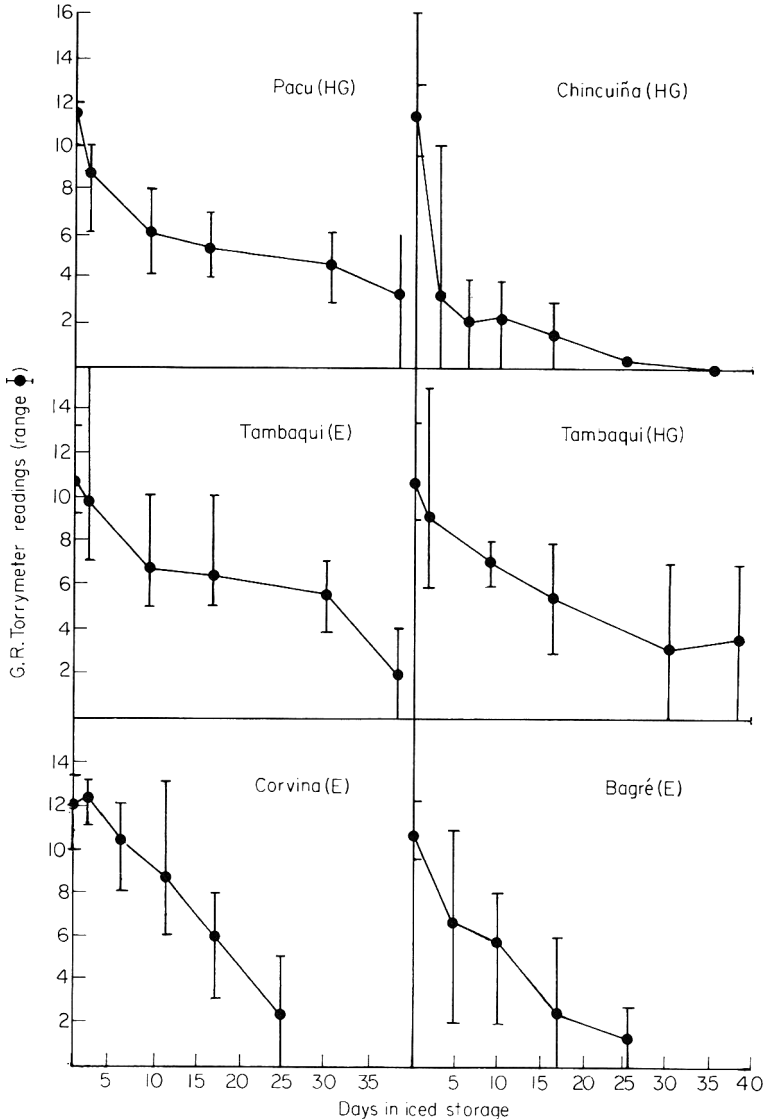 16
14
12
10
8
6
4
2
Pacu (HG)
Chincuiña (HG)
14
12
10
8
6
4
2
Tambaqui (E)
Tambaqui (HG)
14
12
10
8
6
4
2
Corvina (E)
Bagré (E)
5 10 15 20 25 30 35
5 10 15 20 25 30 35 40
Days in iced storage
G.R. Torrymeter readings (range )